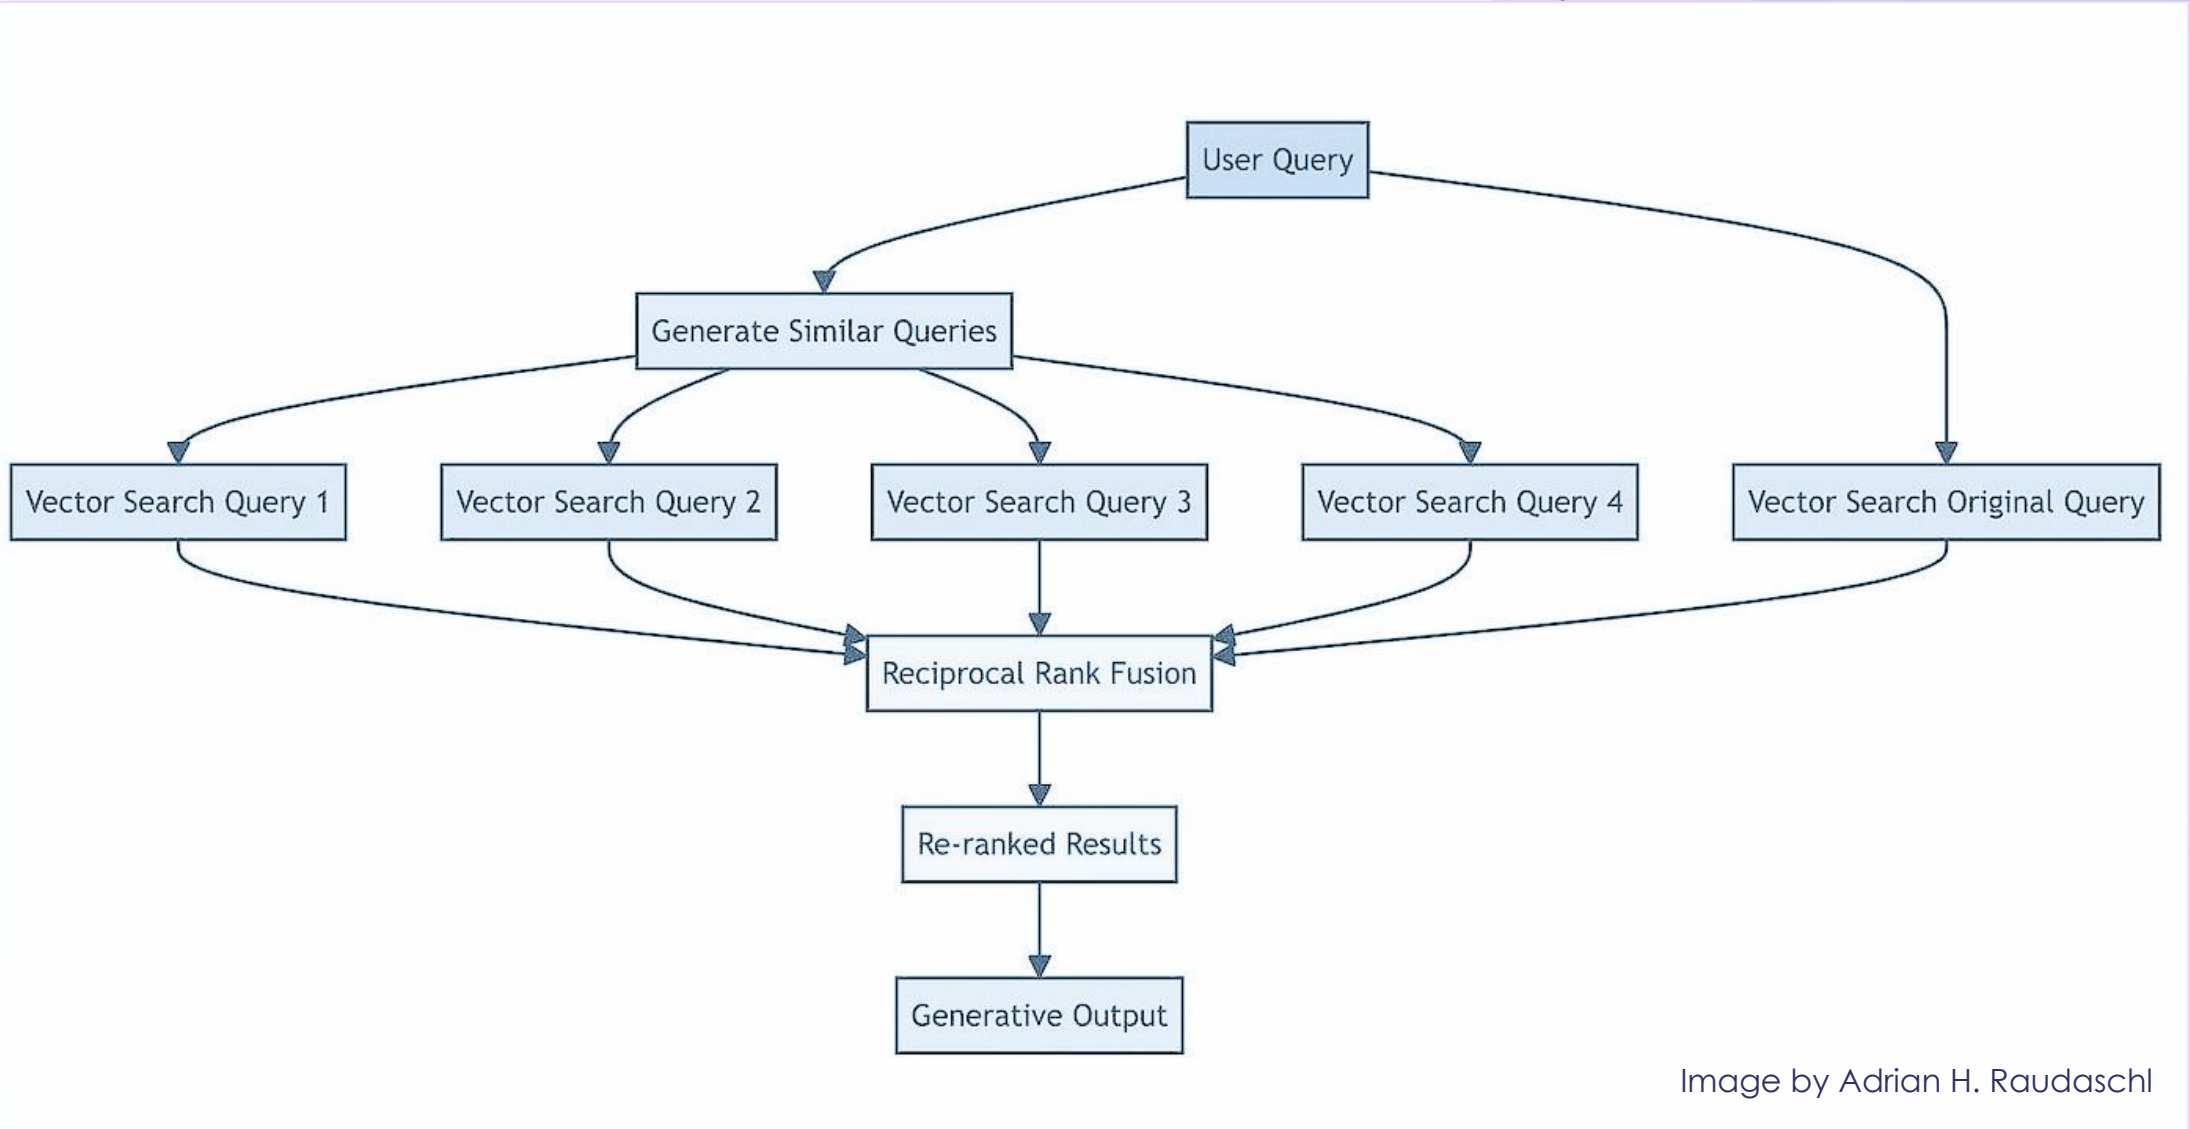 User Query
Generate Similar Queries
Vector Search Query 1
Vector Search Query 2
Vector Search Query 3
Vector Search Query 4
Vector Search Original Query
Reciprocal Rank Fusion
Re-ranked Results
Generative Output
Image by Adrian H. Raudaschl